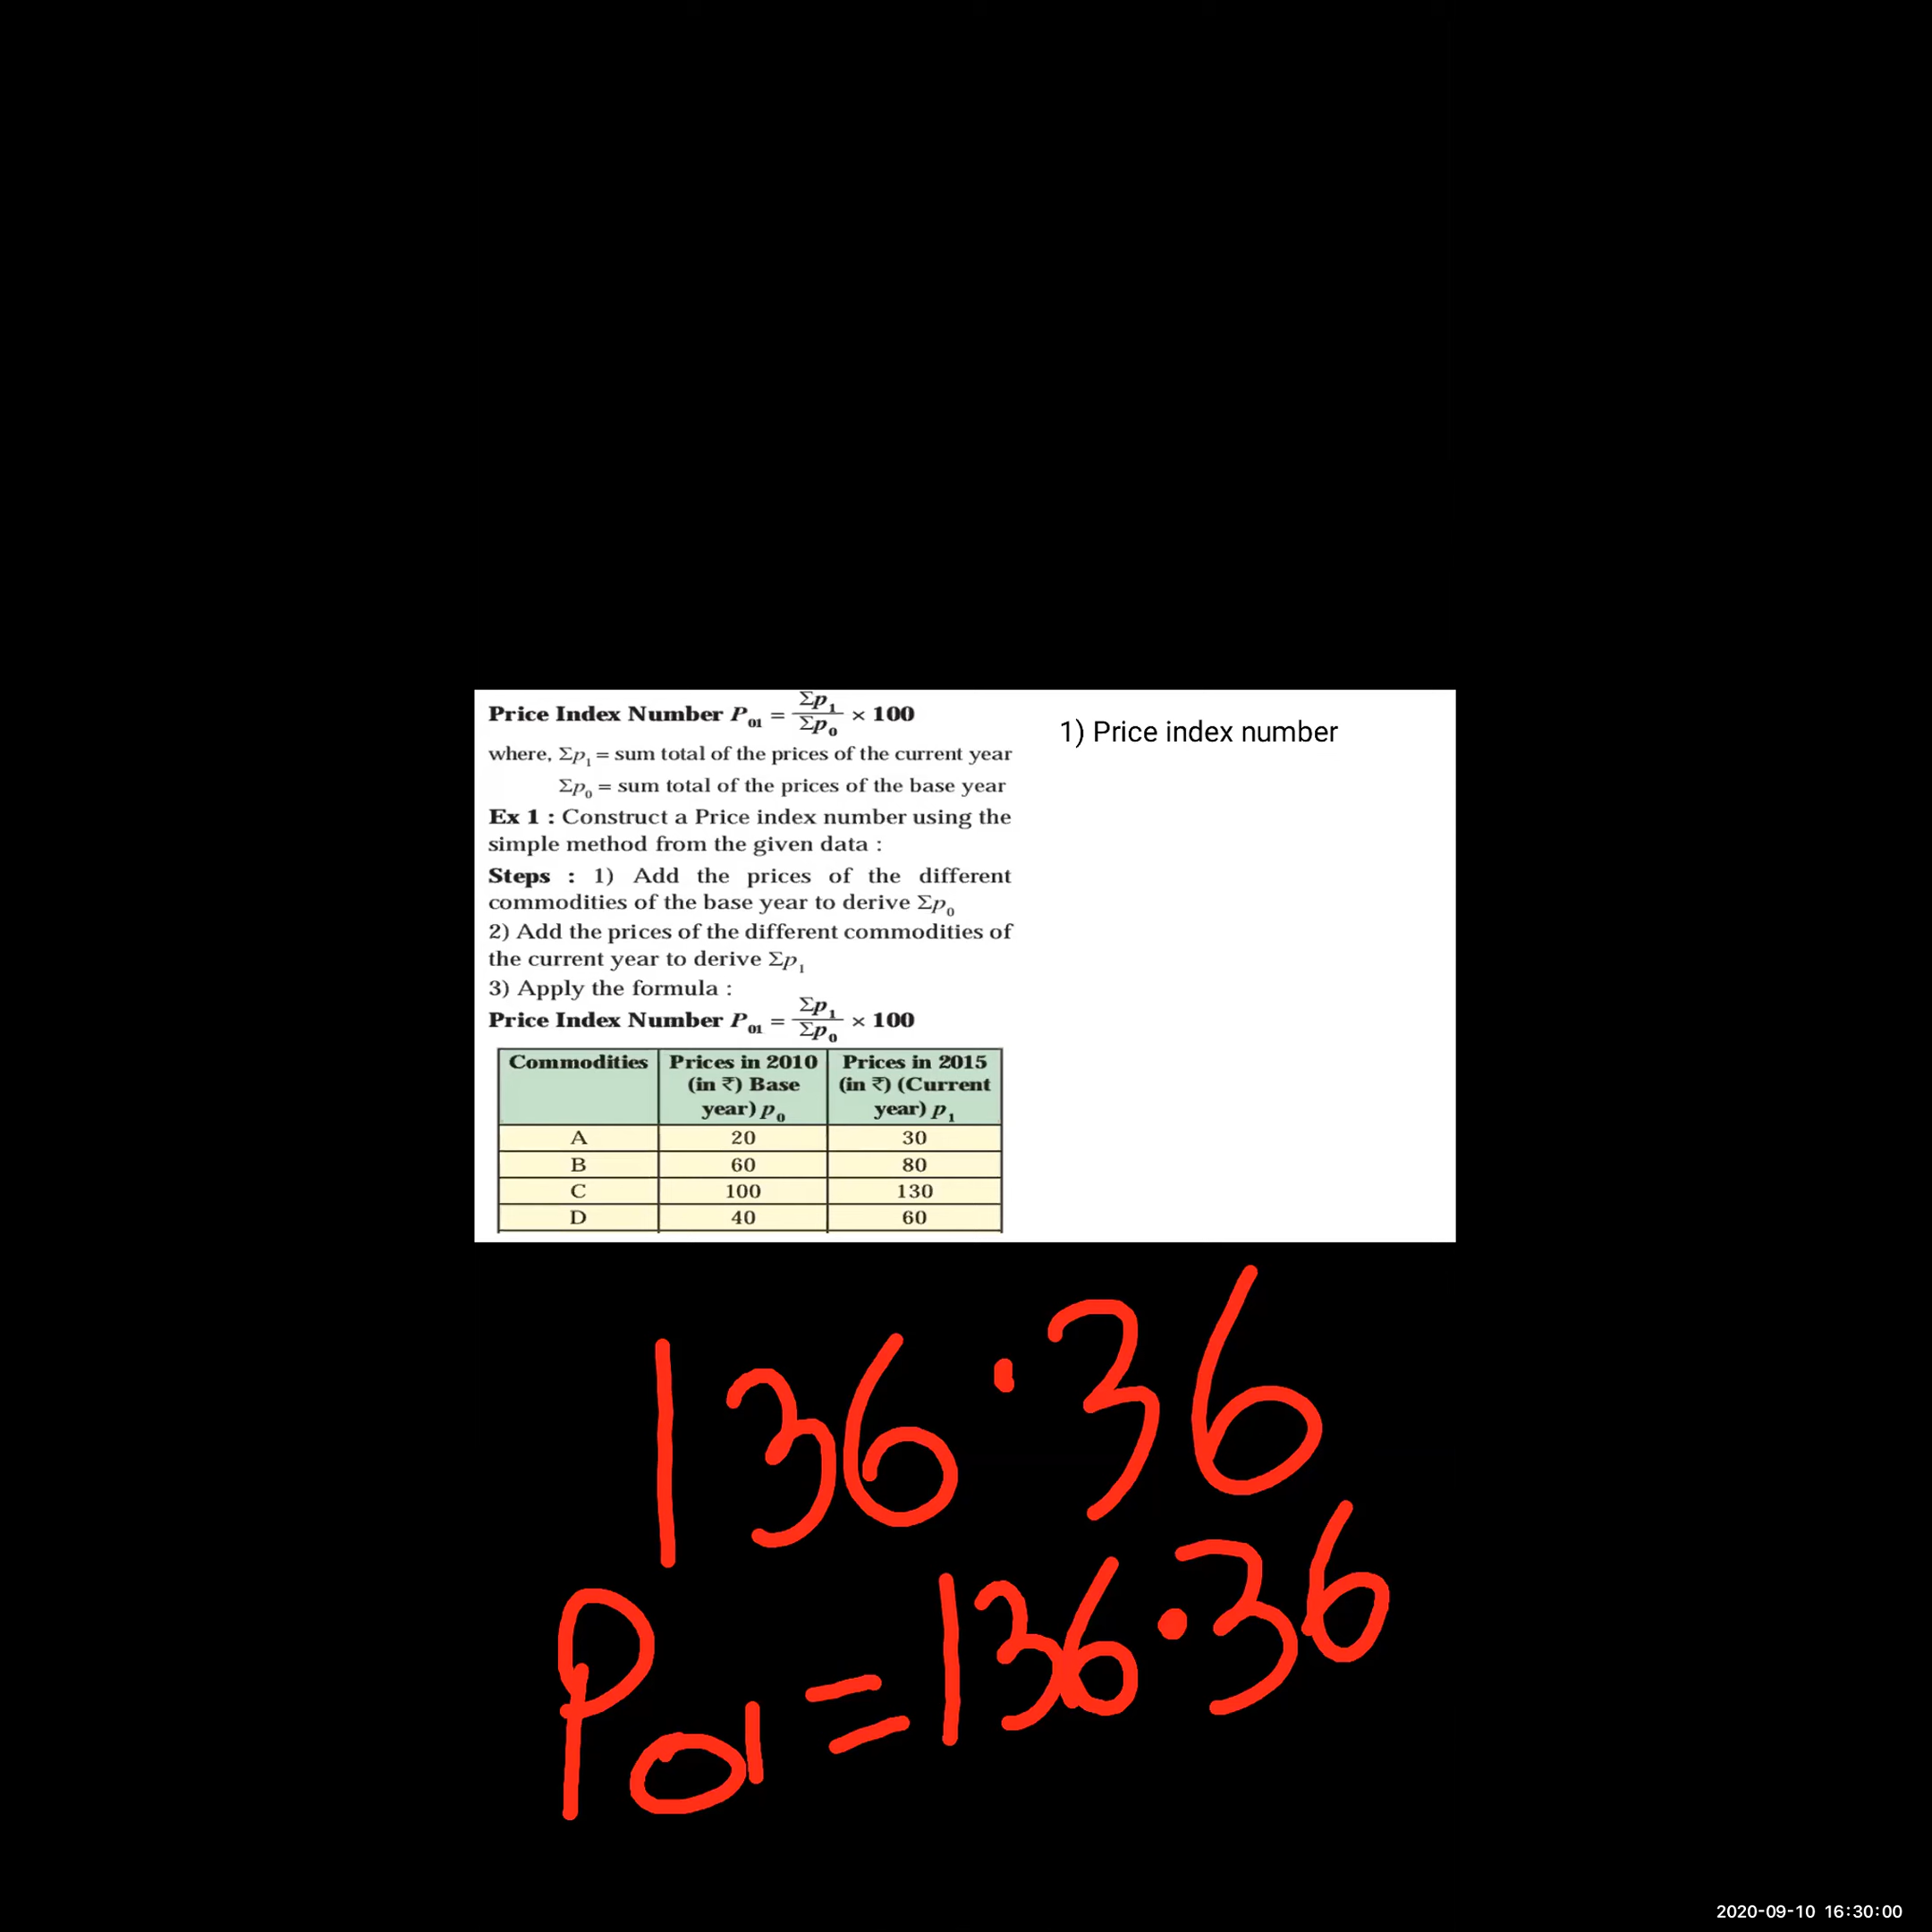 Price Index Number P₀₁ = Σp₁ / Σp₀ × 100
where, Σp₁ = sum total of the prices of the current year
Σp₀ = sum total of the prices of the base year
Ex 1 : Construct a Price index number using the
simple method from the given data :
Steps : 1) Add the prices of the different
commodities of the base year to derive Σp₀
2) Add the prices of the different commodities of
the current year to derive Σp₁
3) Apply the formula :
Price Index Number P₀₁ = Σp₁ / Σp₀ × 100
Commodities | Prices in 2010 (in ₹) Base year) p₀ | Prices in 2015 (in ₹) (Current year) p₁
A 20 30
B 60 80
C 100 130
D 40 60
1) Price index number
136.36
P01 = 136.36
2020-09-10 16:30:00